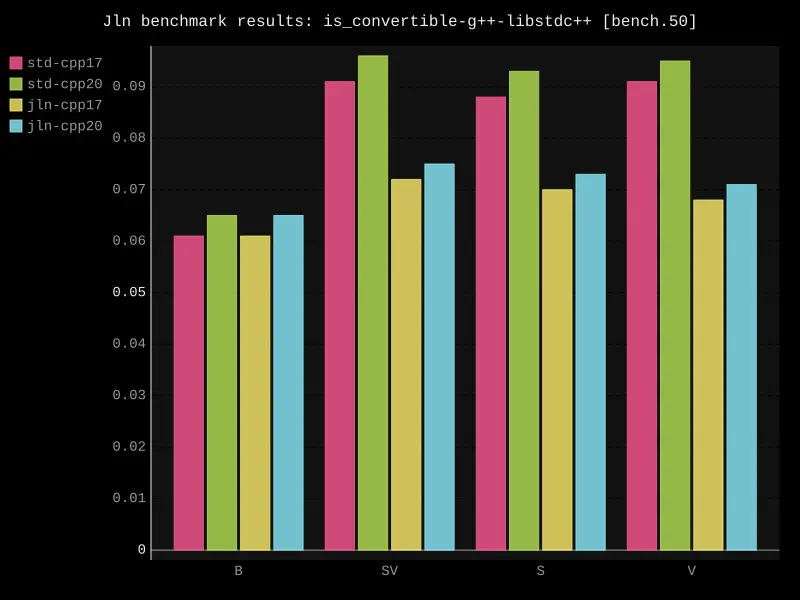 Jln benchmark results: is_convertible-g++-libstdc++ [bench.50]
std-cpp17
std-cpp20
jln-cpp17
jln-cpp20
0.09
0.08
0.07
0.06
0.05
0.04
0.03
0.02
0.01
0
B SV S V